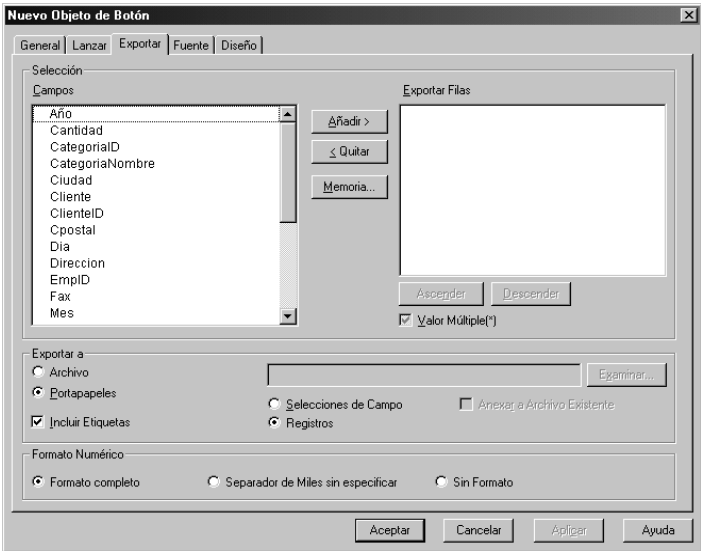 Nuevo Objeto de Botón
General Lanzar Exportar Fuente Diseño
Selección
Campos
Exportar Filas
Año
Cantidad
CategoriaID
CategoriaNombre
Ciudad
Cliente
ClienteID
Cpostal
Dia
Direccion
EmpID
Fax
Mes
Añadir >
< Quitar
Memoria...
Ascender Descender
Valor Múltiple(*)
Exportar a
Archivo
Portapapeles
Incluir Etiquetas
Examinar...
Selecciones de Campo
Registros
Anexar a Archivo Existente
Formato Numérico
Formato completo Separador de Miles sin especificar Sin Formato
Aceptar Cancelar Aplicar Ayuda